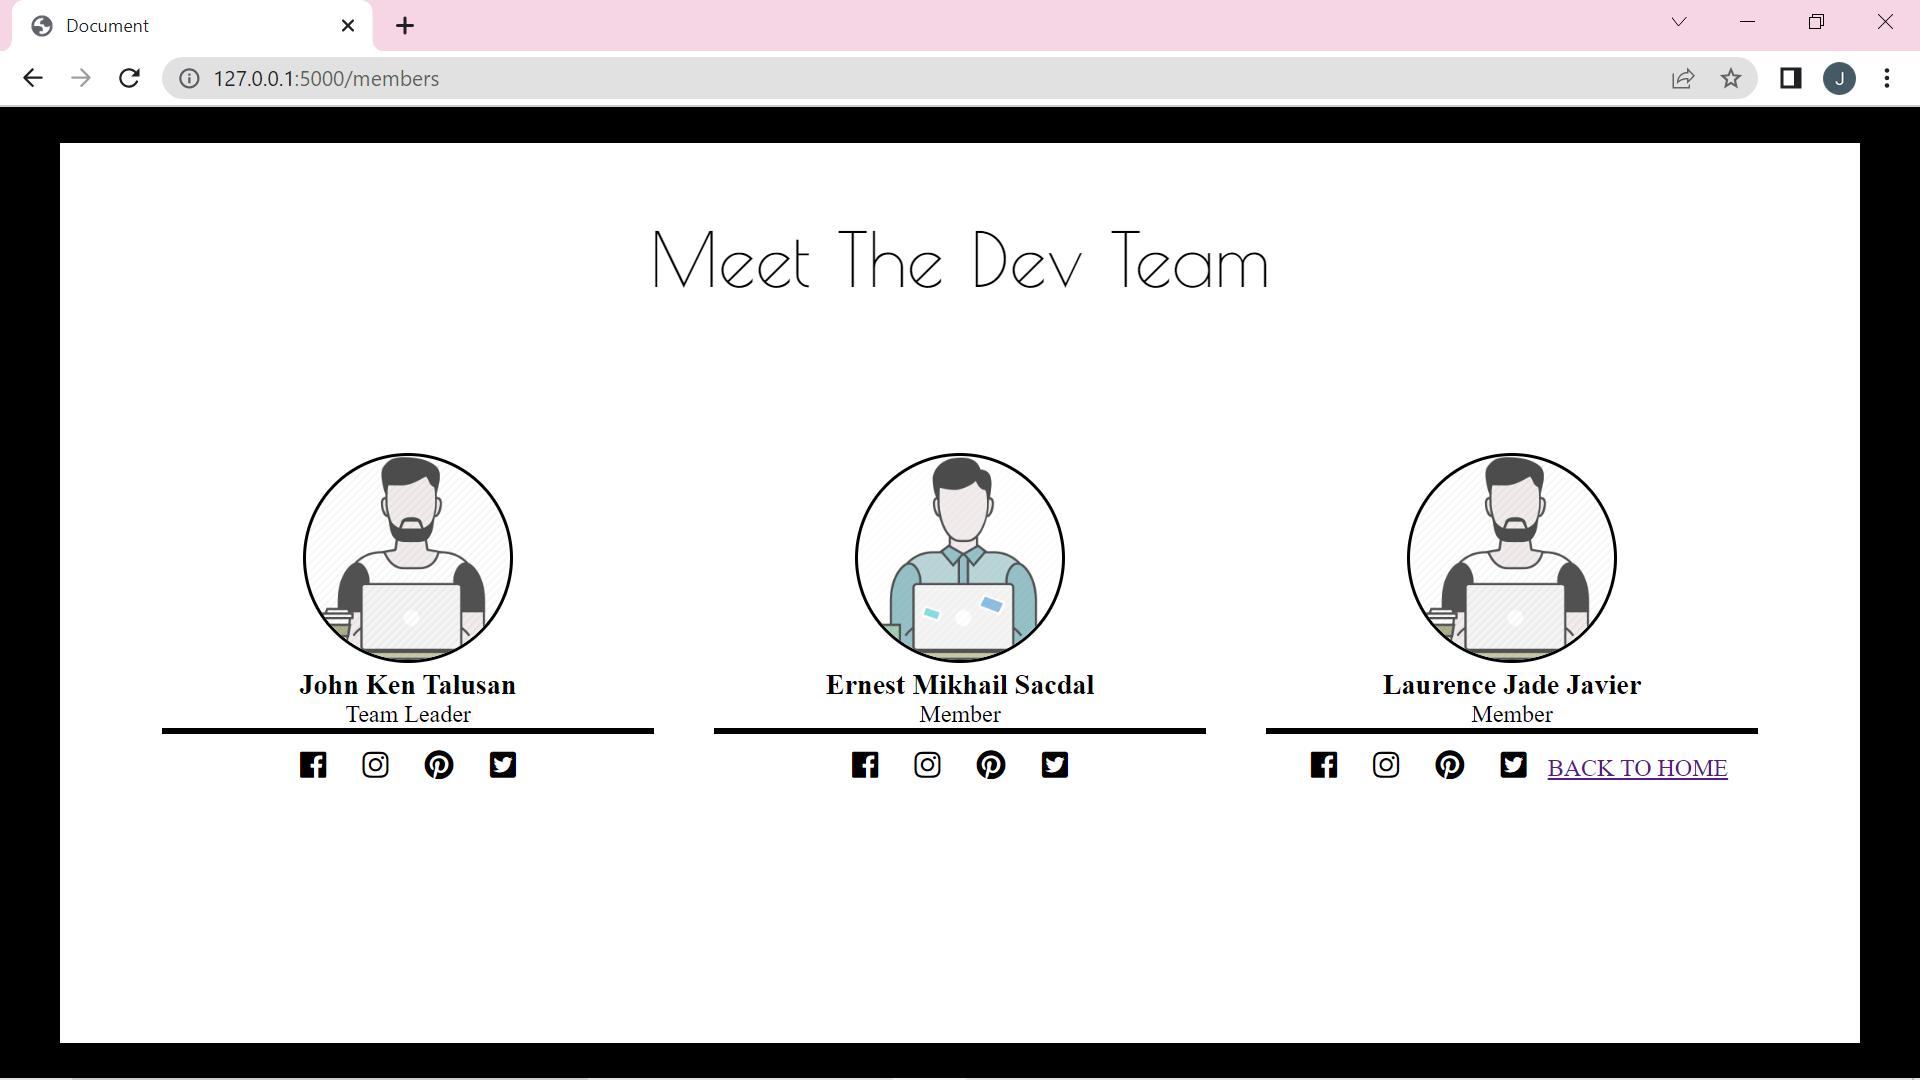 Document
127.0.0.1:5000/members
J
Meet The Dev Team
John Ken Talusan
Team Leader
Ernest Mikhail Sacdal
Member
Laurence Jade Javier
Member
BACK TO HOME